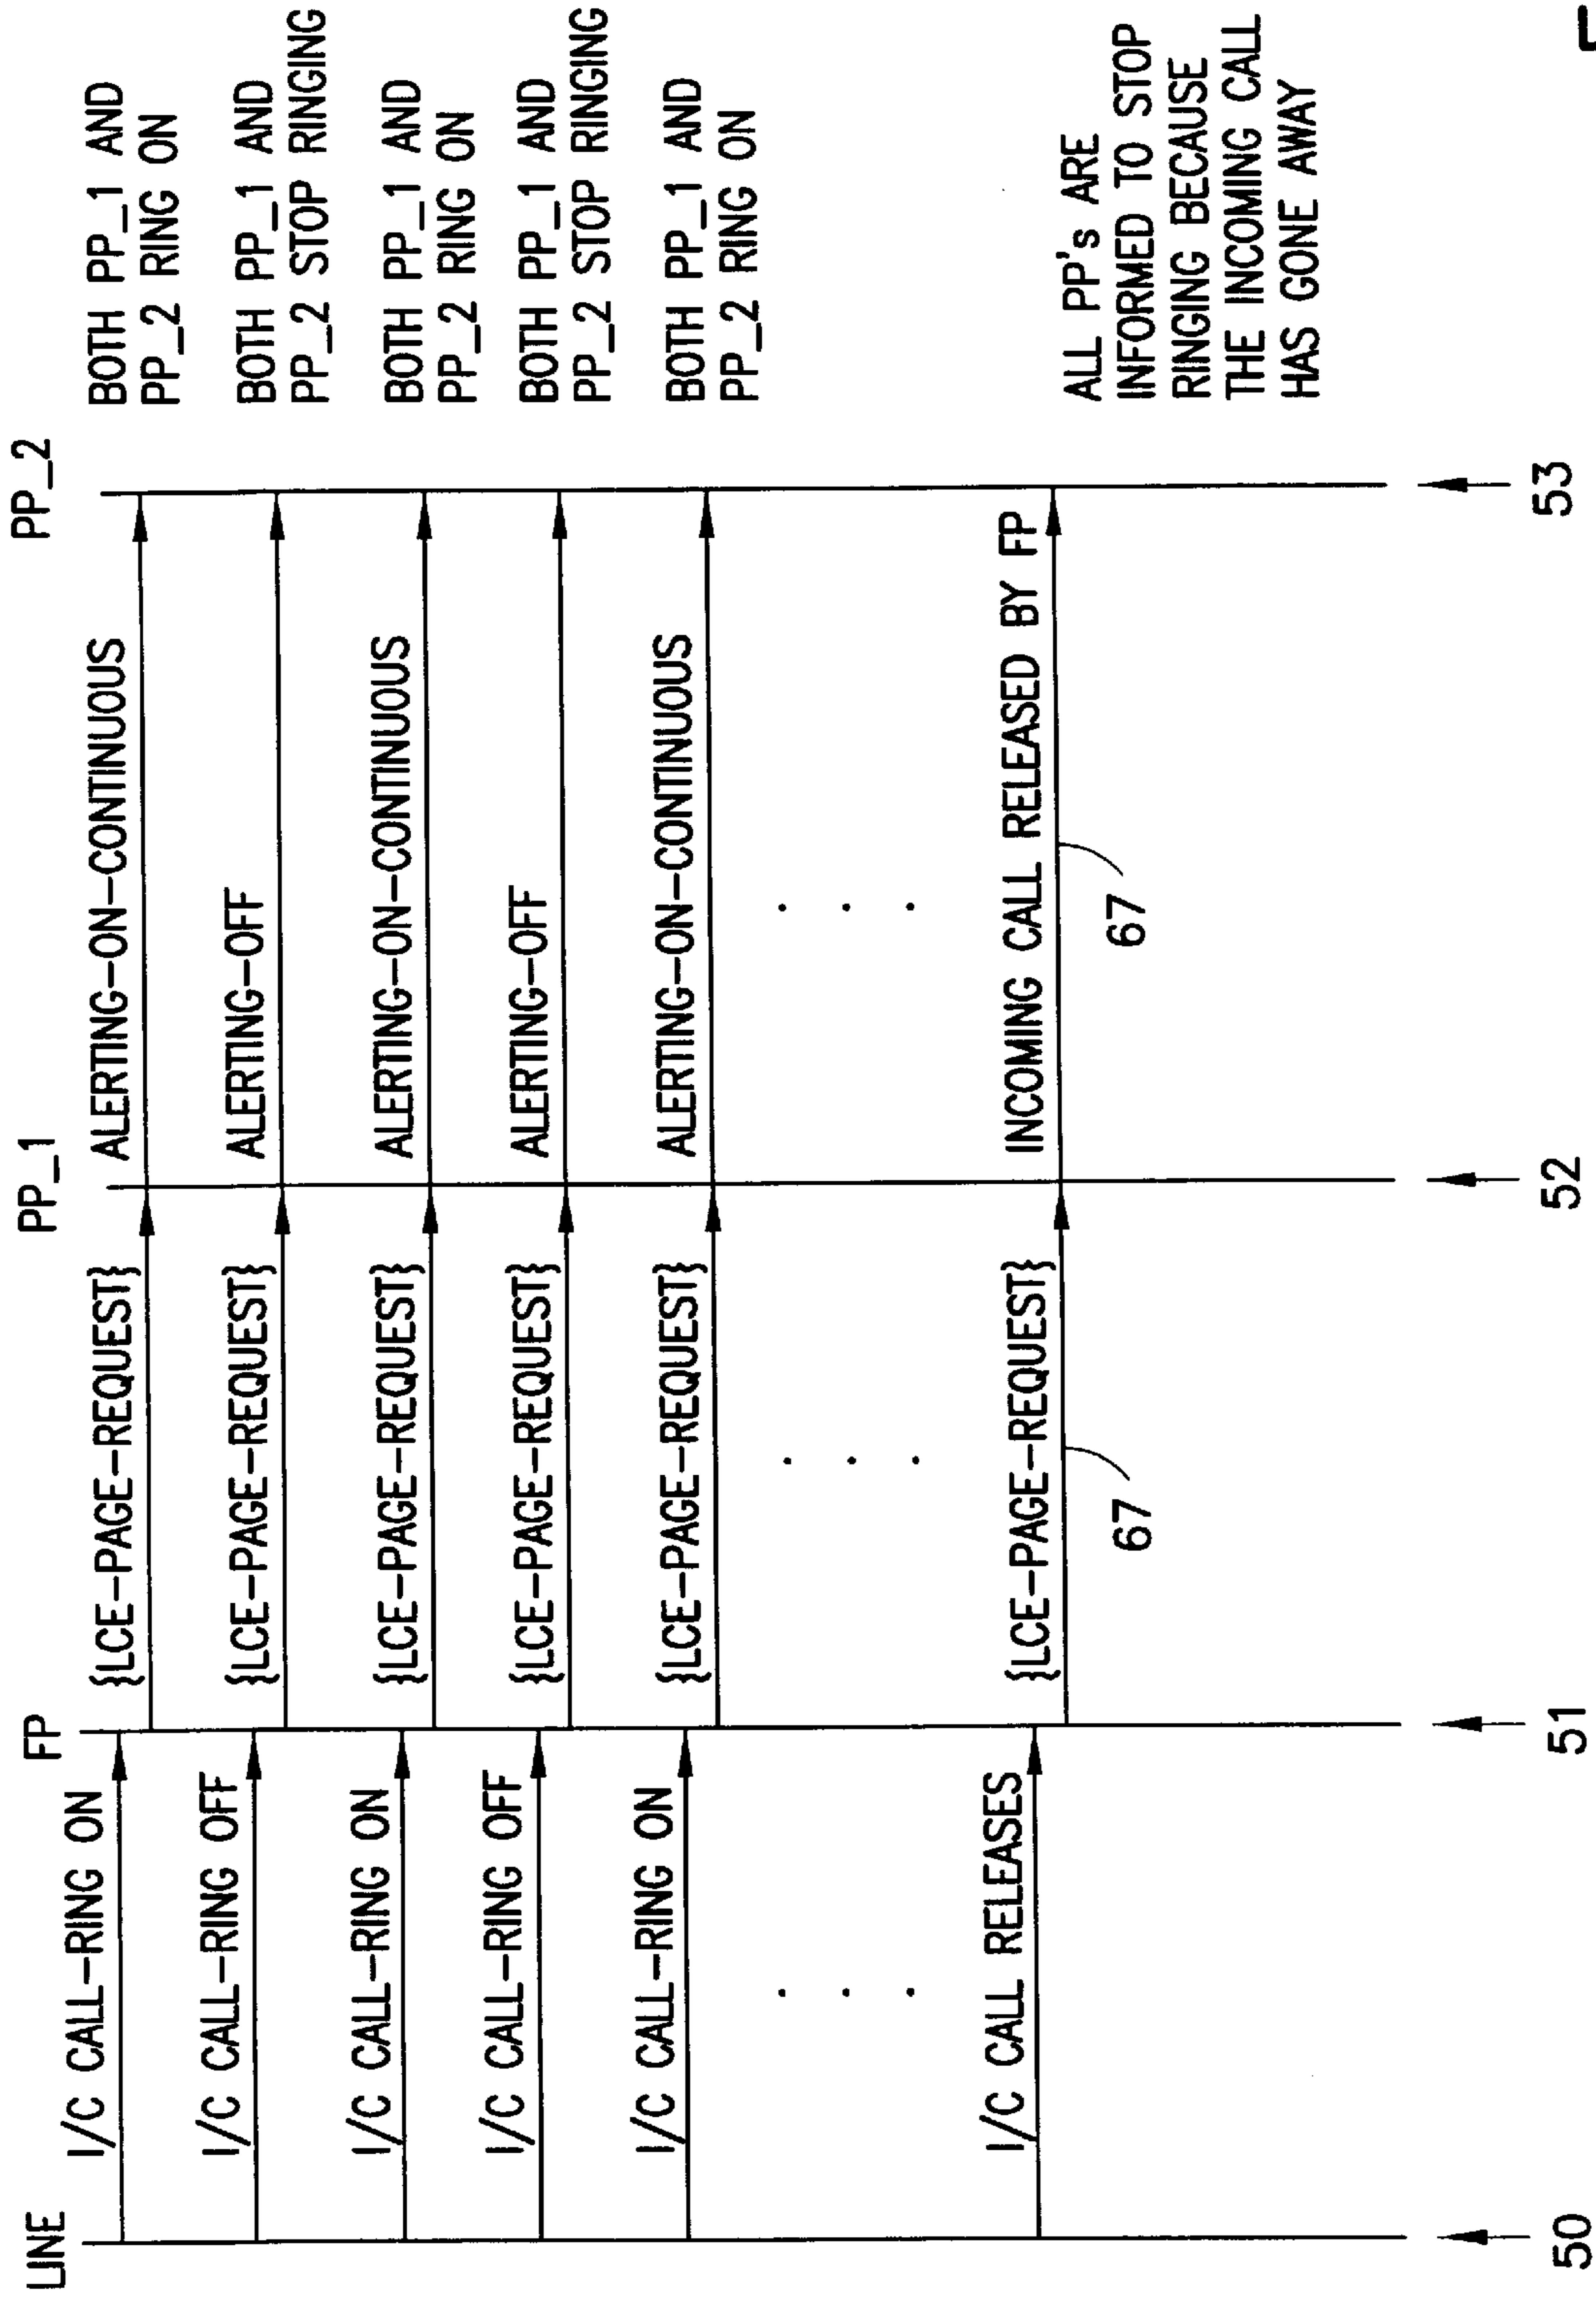 LINE
FP
PP_1
PP_2
I/C CALL–RING ON
{LCE–PAGE–REQUEST}
ALERTING–ON–CONTINUOUS
BOTH PP_1 AND
PP_2 RING ON
I/C CALL–RING OFF
{LCE–PAGE–REQUEST}
ALERTING–OFF
BOTH PP_1 AND
PP_2 STOP RINGING
I/C CALL–RING ON
{LCE–PAGE–REQUEST}
ALERTING–ON–CONTINUOUS
BOTH PP_1 AND
PP_2 RING ON
I/C CALL–RING OFF
{LCE–PAGE–REQUEST}
ALERTING–OFF
BOTH PP_1 AND
PP_2 STOP RINGING
I/C CALL–RING ON
{LCE–PAGE–REQUEST}
ALERTING–ON–CONTINUOUS
BOTH PP_1 AND
PP_2 RING ON
. . .
. . .
. . .
I/C CALL RELEASES
{LCE–PAGE–REQUEST}
INCOMING CALL RELEASED BY FP
67
67
ALL PP's ARE
INFORMED TO STOP
RINGING BECAUSE
THE INCOMING CALL
HAS GONE AWAY
50
51
52
53